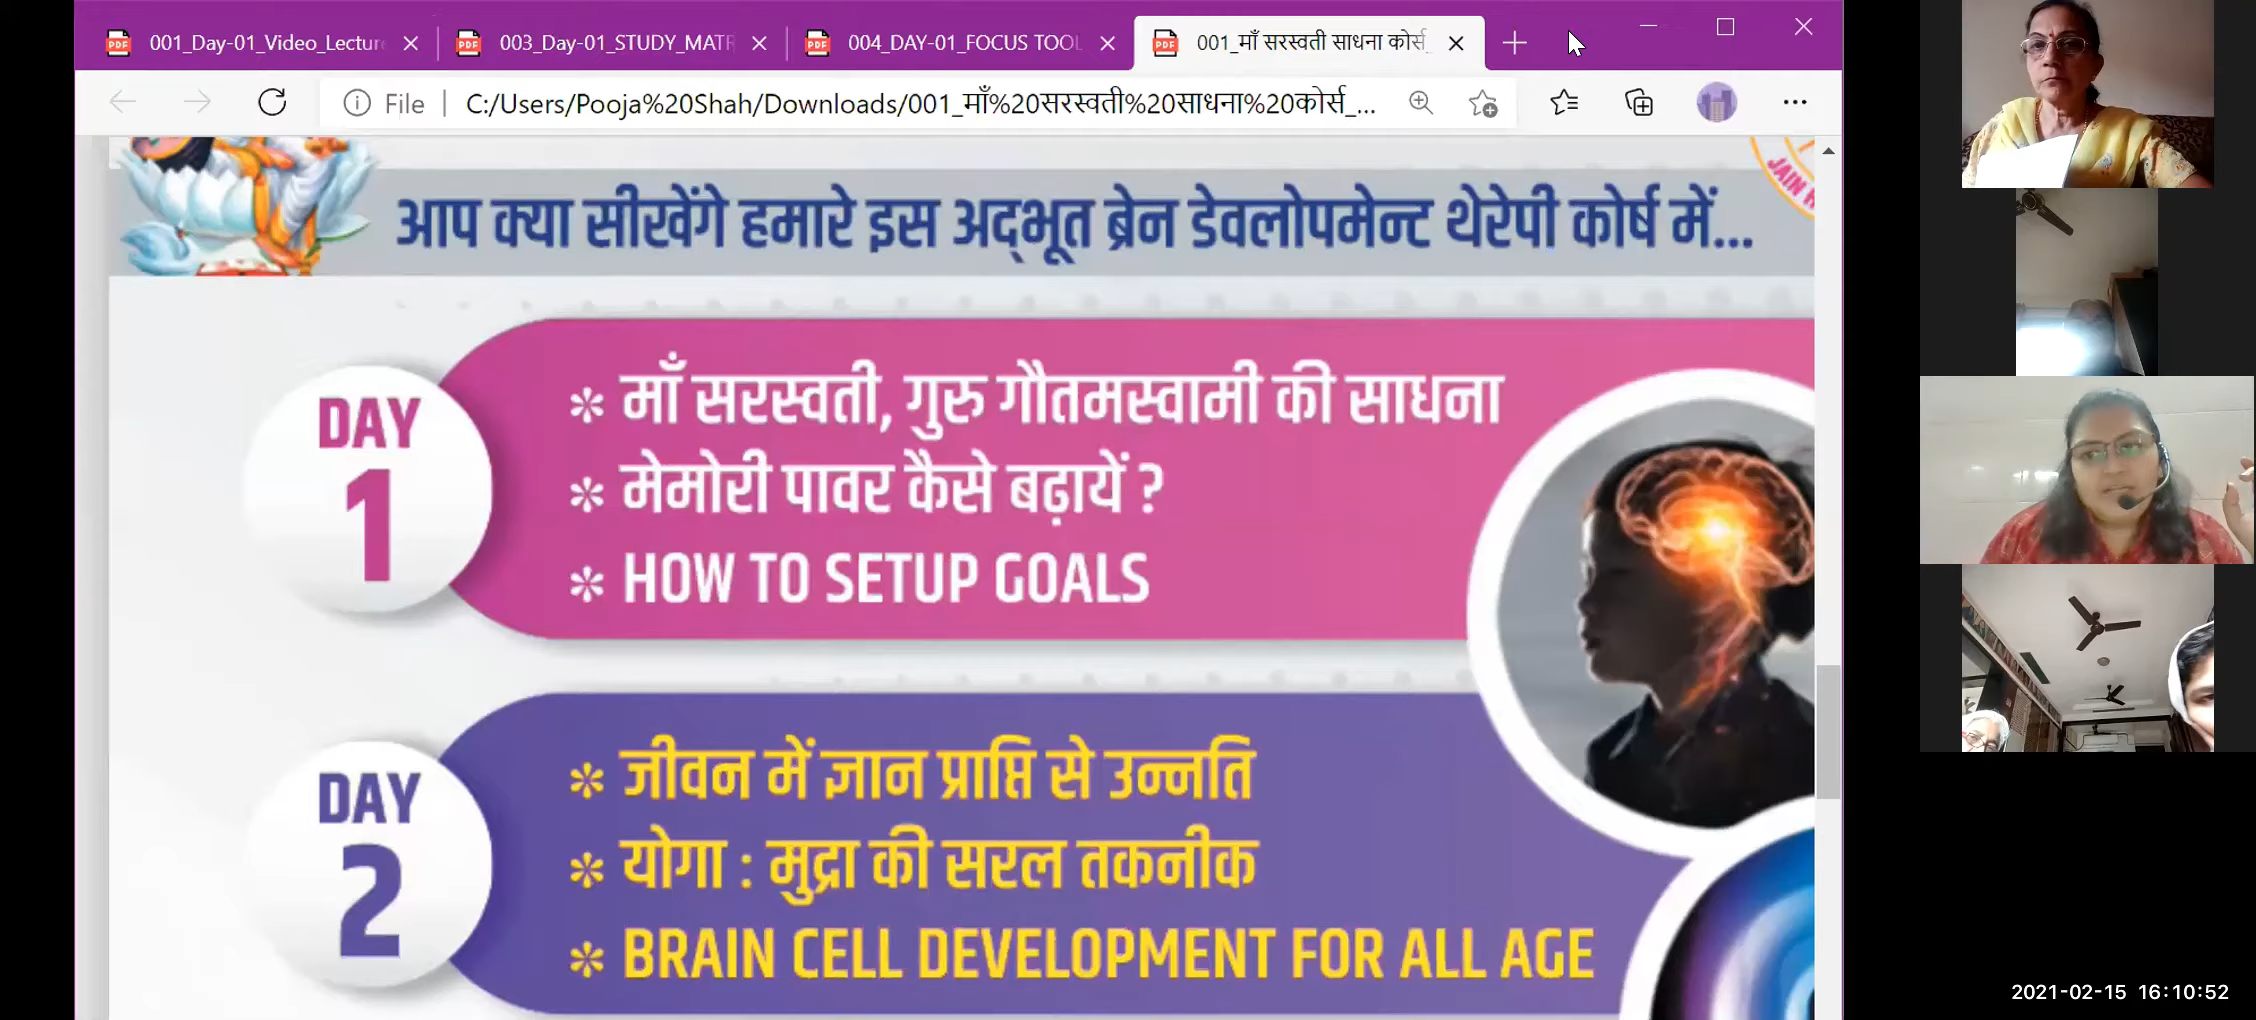 001_Day-01_Video_Lectur
003_Day-01_STUDY_MATR
004_DAY-01_FOCUS TOOL
001_माँ सरस्वती साधना कोर्स_
File
C:/Users/Pooja%20Shah/Downloads/001_माँ%20सरस्वती%20साधना%20कोर्स_...
JAIN
आप क्या सीखेंगे हमारे इस अद्भूत ब्रेन डेवलोपमेन्ट थेरेपी कोर्ष में...
DAY
1
* माँ सरस्वती, गुरु गौतमस्वामी की साधना
* मेमोरी पावर कैसे बढ़ायें ?
* HOW TO SETUP GOALS
DAY
2
* जीवन में ज्ञान प्राप्ति से उन्नति
* योगा : मुद्रा की सरल तकनीक
* BRAIN CELL DEVELOPMENT FOR ALL AGE
2021-02-15 16:10:52